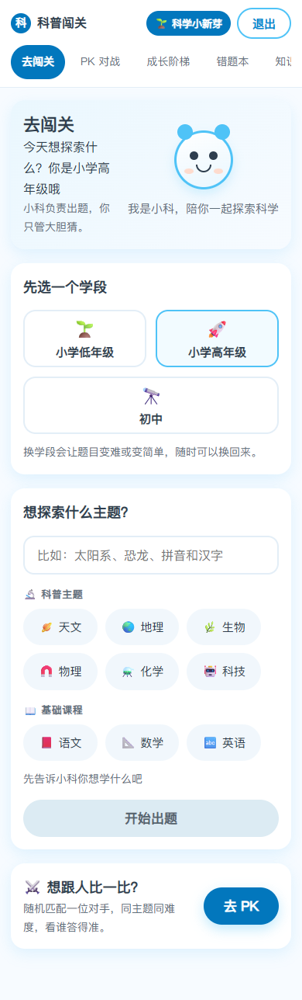 科 科普闯关
🌱 科学小新芽
退出
去闯关 PK 对战 成长阶梯 错题本
去闯关
今天想探索什
么？你是小学高
年级哦
小科负责出题，你
只管大胆猜。
我是小科，陪你一起探索科学
先选一个学段
小学低年级
小学高年级
初中
换学段会让题目变难或变简单，随时可以换回来。
想探索什么主题？
比如：太阳系、恐龙、拼音和汉字
科普主题
天文 地理 生物
物理 化学 科技
基础课程
语文 数学 英语
先告诉小科你想学什么吧
开始出题
想跟人比一比？
随机匹配一位对手，同主题同难
度，看谁答得准。
去 PK